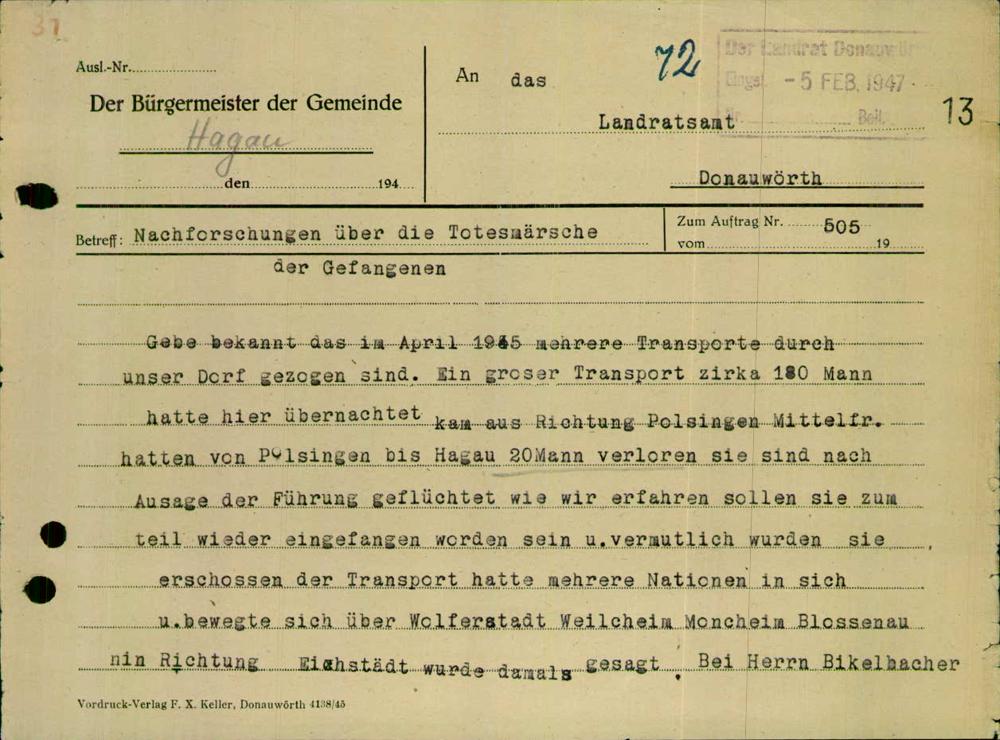 37
Ausl.-Nr.
Der Bürgermeister der Gemeinde
Hagau
den 194
An das
72
Der Landrat Donauwör
Eingel. -5 FEB. 1947
Nr. Beil.
13
Landratsamt
Donauwörth
Betreff: Nachforschungen über die Totesmärsche
der Gefangenen
Zum Auftrag Nr. 505
vom 19
Gebe bekannt das im April 1945 mehrere Transporte durch
unser Dorf gezogen sind. Ein groser Transport zirka 180 Mann
hatte hier übernachtet kam aus Richtung Polsingen Mittelfr.
hatten von Polsingen bis Hagau 20Mann verloren sie sind nach
Ausage der Führung geflüchtet wie wir erfahren sollen sie zum
teil wieder eingefangen worden sein u.vermutlich wurden sie
erschossen der Transport hatte mehrere Nationen in sich
u.bewegte sich über Wolferstadt Weilcheim Moncheim Blossenau
nin Richtung Eichstädt wurde damals gesagt . Bei Herrn Bikelbacher
Vordruck-Verlag F. X. Keller, Donauwörth 4138/45